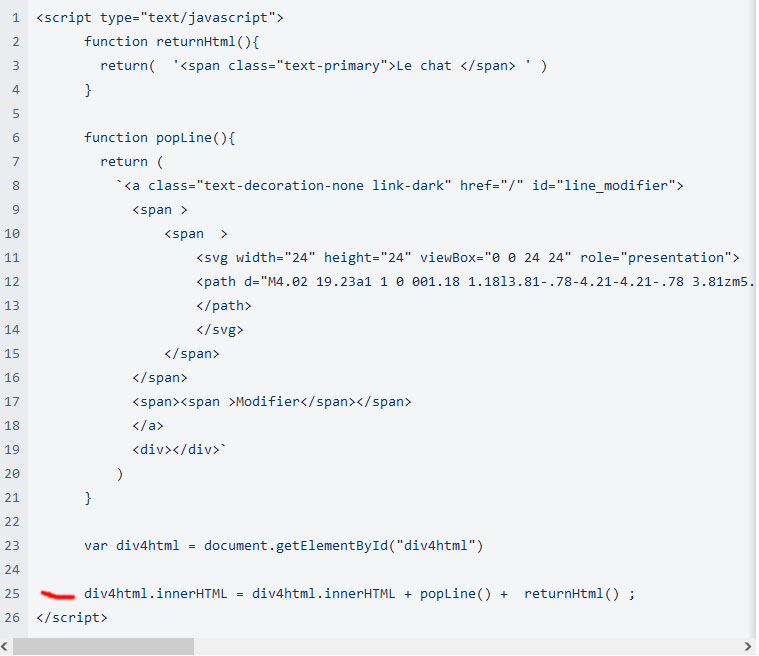 1 <script type="text/javascript">
2 function returnHtml(){
3 return(  '<span class="text-primary">Le chat </span> ' )
4 }
5
6 function popLine(){
7 return (
8 `<a class="text-decoration-none link-dark" href="/" id="line_modifier">
9 <span >
10 <span  >
11 <svg width="24" height="24" viewBox="0 0 24 24" role="presentation">
12 <path d="M4.02 19.23a1 1 0 001.18 1.18l3.81-.78-4.21-4.21-.78 3.81zm5.
13 </path>
14 </svg>
15 </span>
16 </span>
17 <span><span >Modifier</span></span>
18 </a>
19 <div></div>`
20 )
21 }
22
23 var div4html = document.getElementById("div4html")
24
25 div4html.innerHTML = div4html.innerHTML + popLine() +  returnHtml() ;
26 </script>